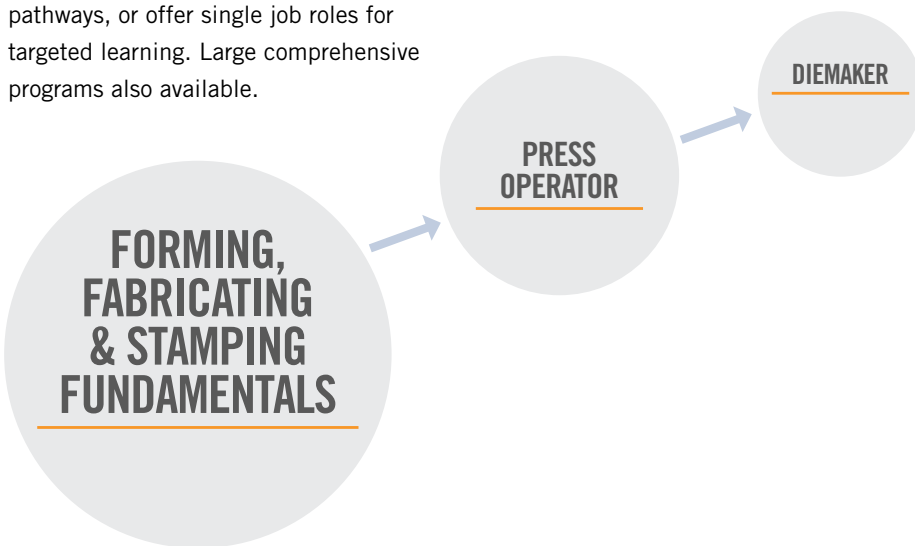 pathways, or offer single job roles for
targeted learning. Large comprehensive
programs also available.
DIEMAKER
PRESS
OPERATOR
FORMING,
FABRICATING
& STAMPING
FUNDAMENTALS